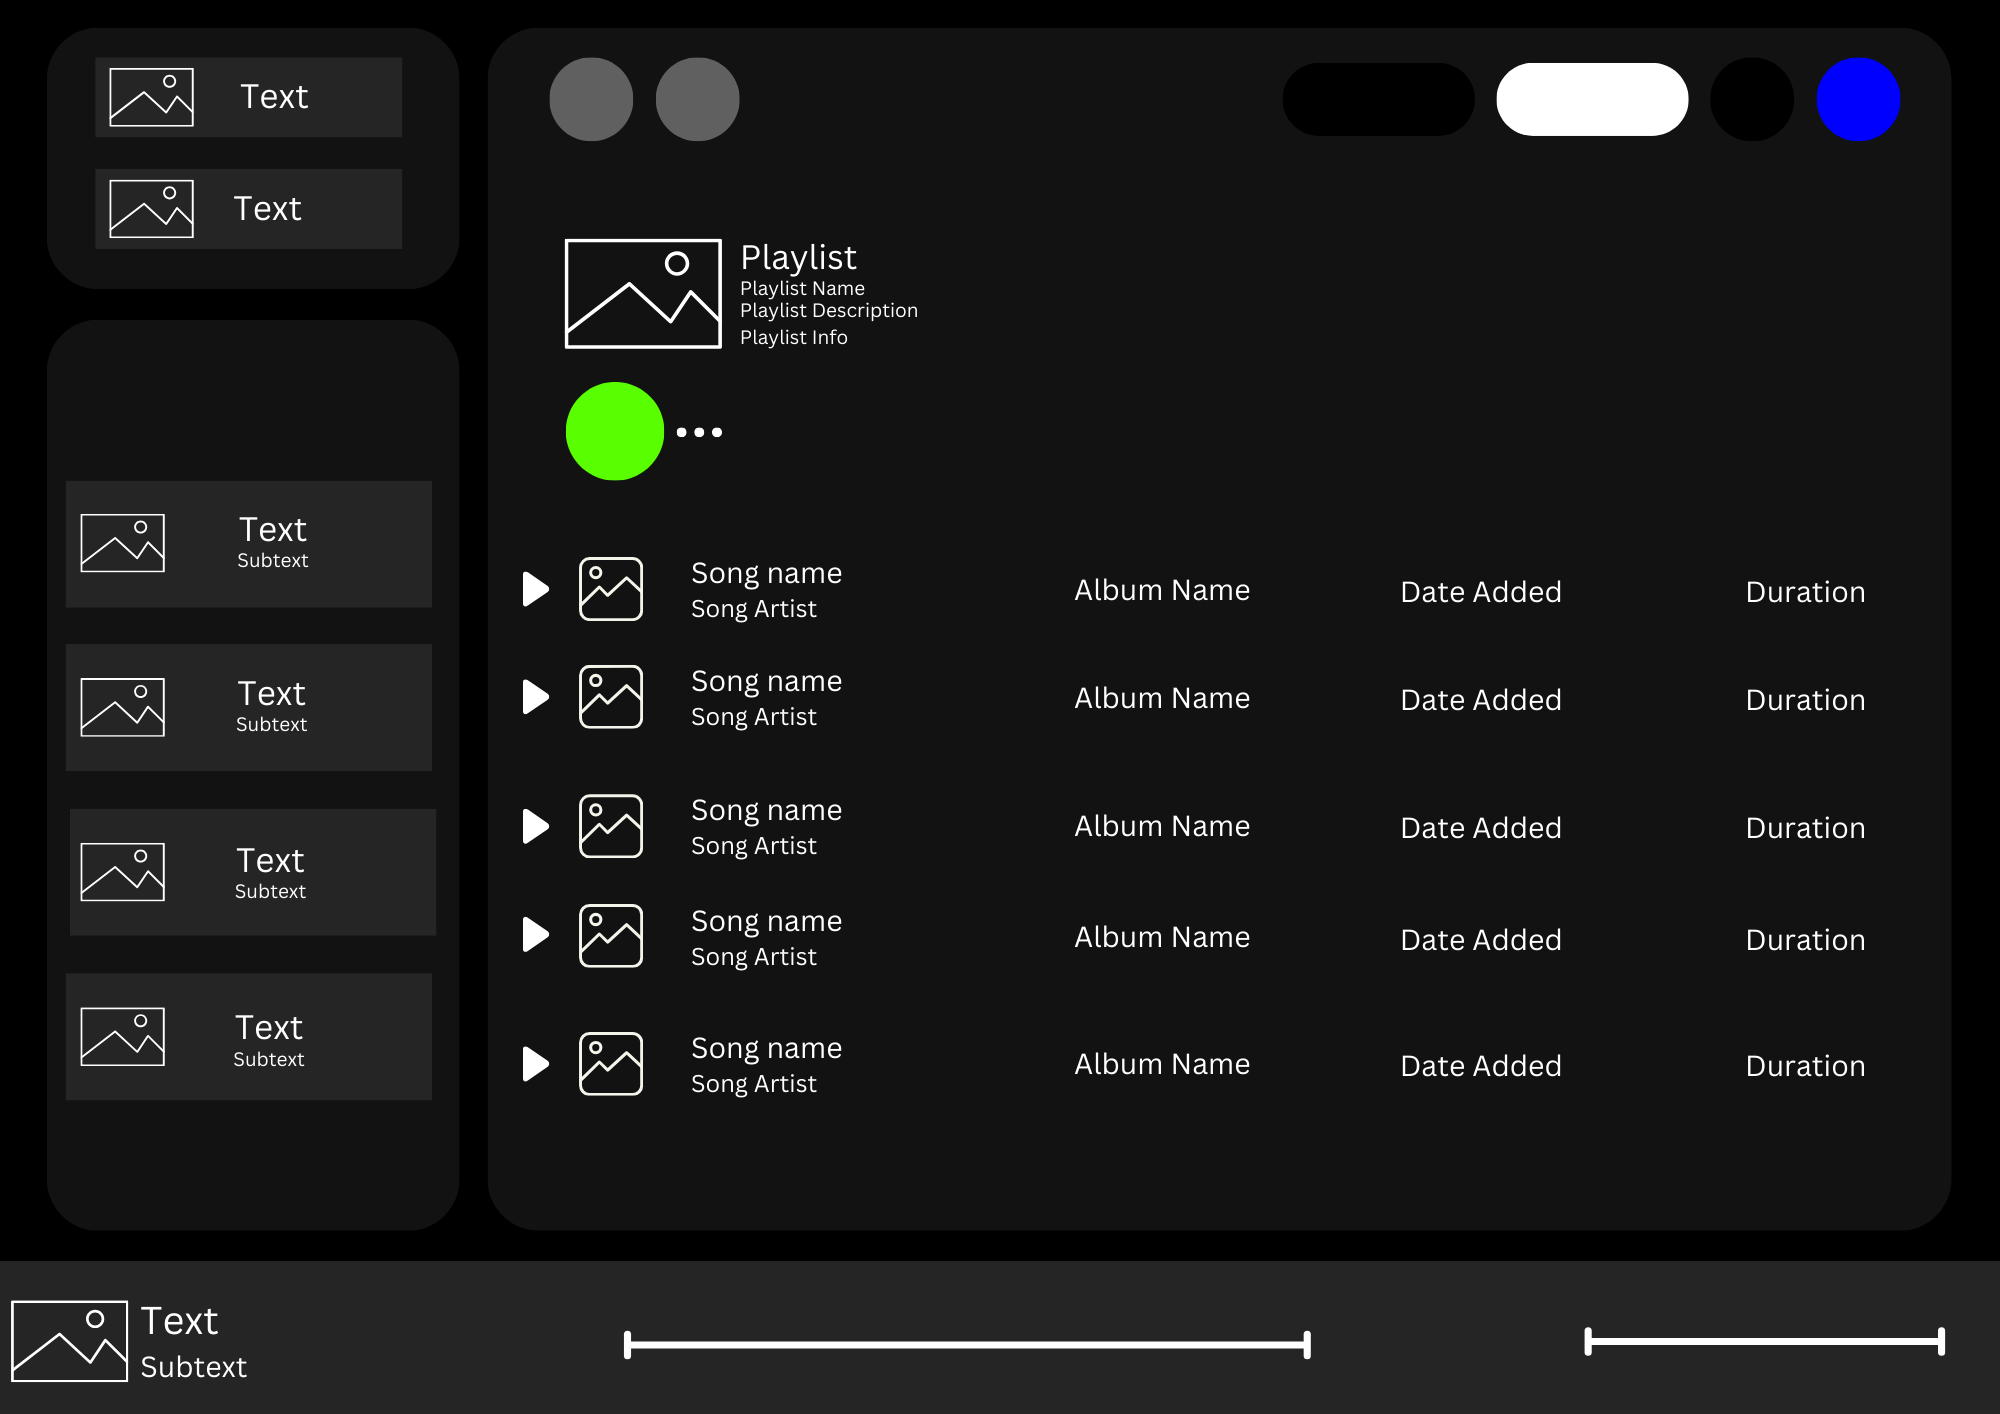 Text
Text
Text
Subtext
Text
Subtext
Text
Subtext
Text
Subtext
Playlist
Playlist Name
Playlist Description
Playlist Info
Song name
Song Artist
Album Name
Date Added
Duration
Song name
Song Artist
Album Name
Date Added
Duration
Song name
Song Artist
Album Name
Date Added
Duration
Song name
Song Artist
Album Name
Date Added
Duration
Song name
Song Artist
Album Name
Date Added
Duration
Text
Subtext